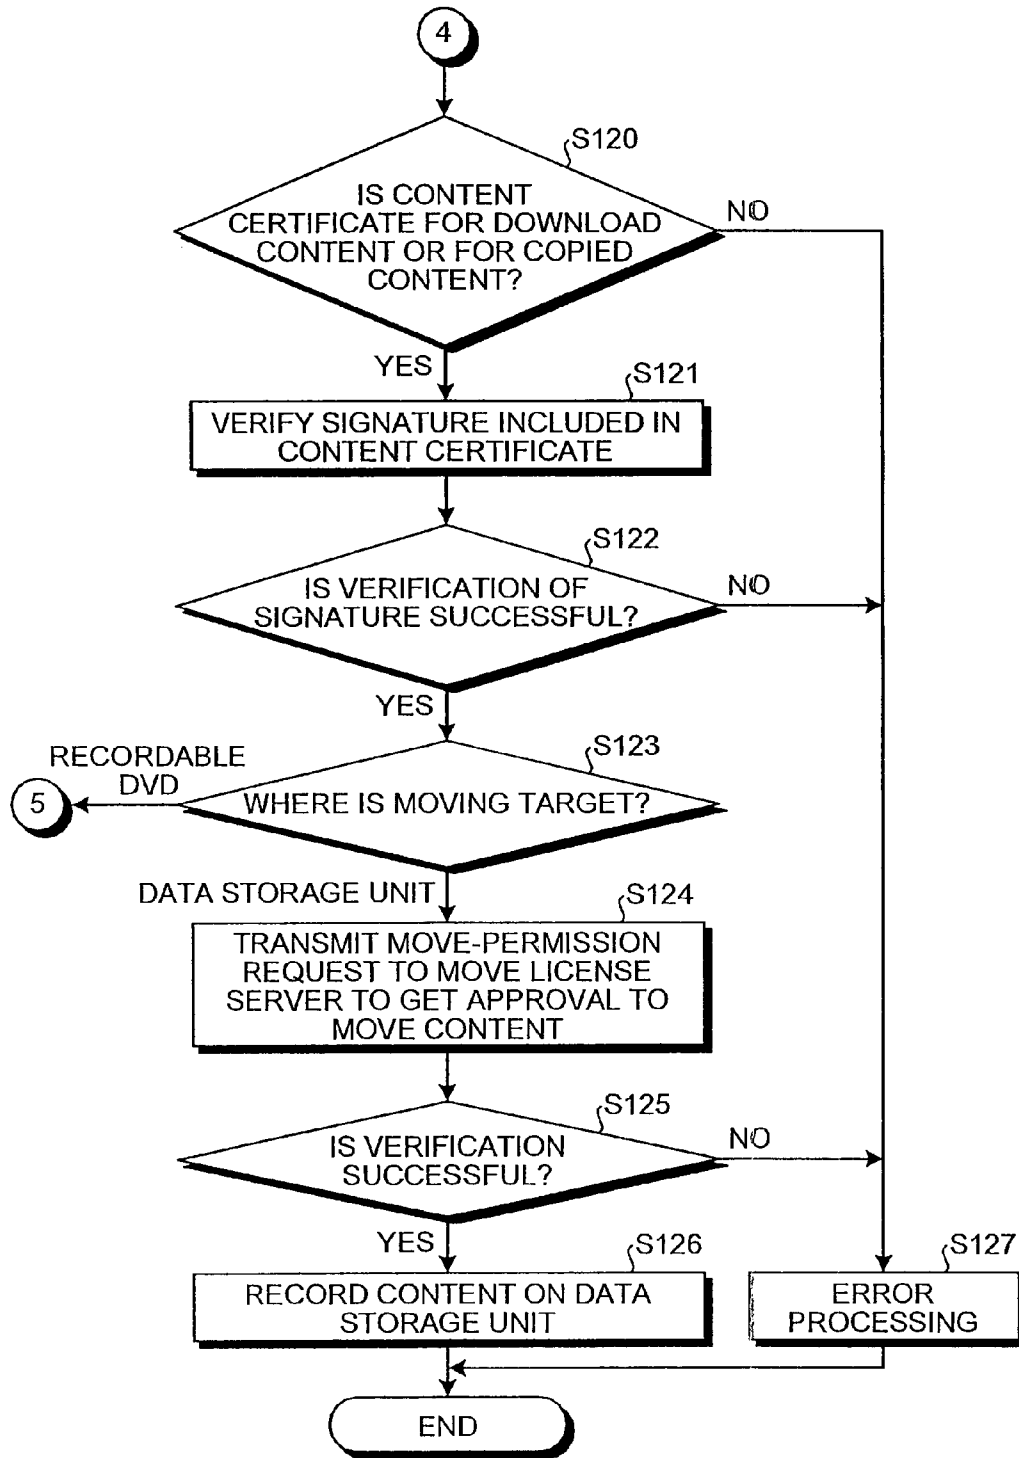 4
S120
IS CONTENT
CERTIFICATE FOR DOWNLOAD
CONTENT OR FOR COPIED
CONTENT?
NO
YES
S121
VERIFY SIGNATURE INCLUDED IN
CONTENT CERTIFICATE
S122
IS VERIFICATION OF
SIGNATURE SUCCESSFUL?
NO
YES
S123
RECORDABLE
DVD
5
WHERE IS MOVING TARGET?
DATA STORAGE UNIT
S124
TRANSMIT MOVE-PERMISSION
REQUEST TO MOVE LICENSE
SERVER TO GET APPROVAL TO
MOVE CONTENT
S125
IS VERIFICATION
SUCCESSFUL?
NO
YES
S126
RECORD CONTENT ON DATA
STORAGE UNIT
S127
ERROR
PROCESSING
END